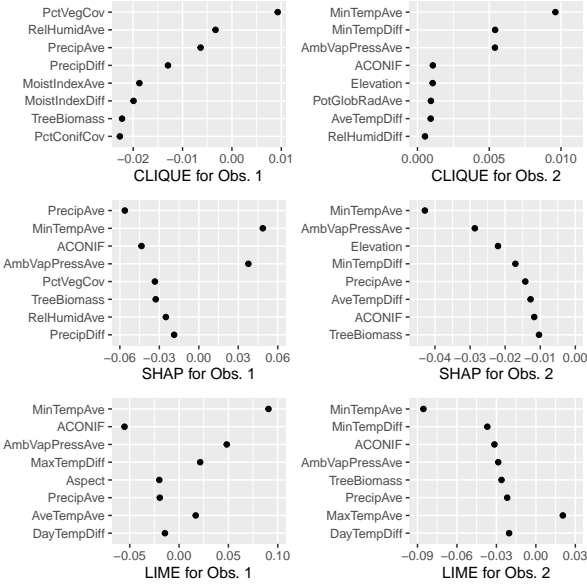 PctVegCov
RelHumidAve
PrecipAve
PrecipDiff
MoistIndexAve
MoistIndexDiff
TreeBiomass
PctConifCov
−0.02 −0.01 0.00 0.01
CLIQUE for Obs. 1
MinTempAve
MinTempDiff
AmbVapPressAve
ACONIF
Elevation
PotGlobRadAve
AveTempDiff
RelHumidDiff
0.000 0.005 0.010
CLIQUE for Obs. 2
PrecipAve
MinTempAve
ACONIF
AmbVapPressAve
PctVegCov
TreeBiomass
RelHumidAve
PrecipDiff
−0.06 −0.03 0.00 0.03 0.06
SHAP for Obs. 1
MinTempAve
AmbVapPressAve
Elevation
MinTempDiff
PrecipAve
AveTempDiff
ACONIF
TreeBiomass
−0.04 −0.03 −0.02 −0.01 0.00
SHAP for Obs. 2
MinTempAve
ACONIF
AmbVapPressAve
MaxTempDiff
Aspect
PrecipAve
AveTempAve
DayTempDiff
−0.05 0.00 0.05 0.10
LIME for Obs. 1
MinTempAve
MinTempDiff
ACONIF
AmbVapPressAve
TreeBiomass
PrecipAve
MaxTempAve
DayTempDiff
−0.09 −0.06 −0.03 0.00 0.03
LIME for Obs. 2